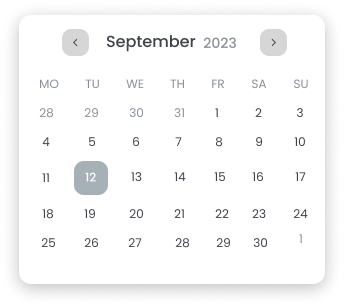 September 2023
MO TU WE TH FR SA SU
28 29 30 31 1 2 3
4 5 6 7 8 9 10
11 12 13 14 15 16 17
18 19 20 21 22 23 24
25 26 27 28 29 30 1